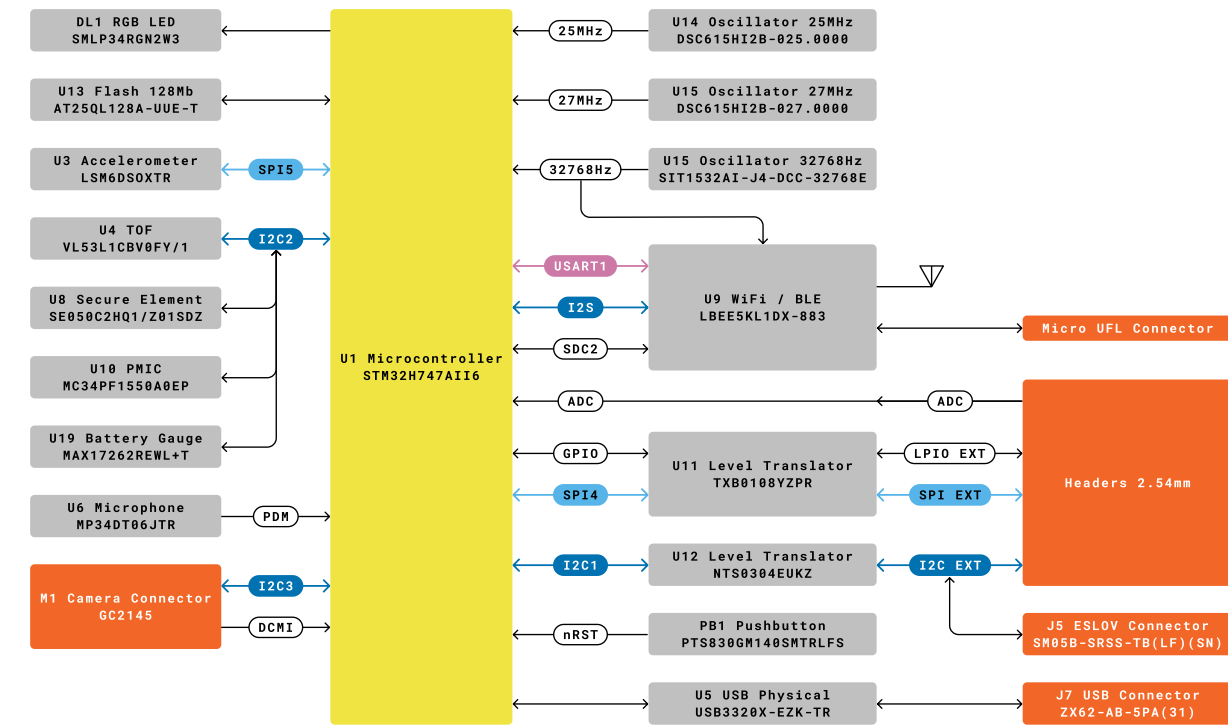 DL1 RGB LED
SMLP34RGN2W3
U13 Flash 128Mb
AT25QL128A-UUE-T
U3 Accelerometer
LSM6DSOXTR
SPI5
U4 TOF
VL53L1CBV0FY/1
I2C2
U8 Secure Element
SE050C2HQ1/Z01SDZ
U10 PMIC
MC34PF1550A0EP
U19 Battery Gauge
MAX17262REWL+T
U6 Microphone
MP34DT06JTR
PDM
M1 Camera Connector
GC2145
I2C3
DCMI
U1 Microcontroller
STM32H747AII6
25MHz
U14 Oscillator 25MHz
DSC615HI2B-025.0000
27MHz
U15 Oscillator 27MHz
DSC615HI2B-027.0000
32768Hz
U15 Oscillator 32768Hz
SIT1532AI-J4-DCC-32768E
USART1
I2S
SDC2
U9 WiFi / BLE
LBEE5KL1DX-883
Micro UFL Connector
ADC
ADC
GPIO
SPI4
U11 Level Translator
TXB0108YZPR
LPIO EXT
SPI EXT
Headers 2.54mm
I2C1
U12 Level Translator
NTS0304EUKZ
I2C EXT
nRST
PB1 Pushbutton
PTS830GM140SMTRLFS
J5 ESLOV Connector
SM05B-SRSS-TB(LF)(SN)
U5 USB Physical
USB3320X-EZK-TR
J7 USB Connector
ZX62-AB-5PA(31)